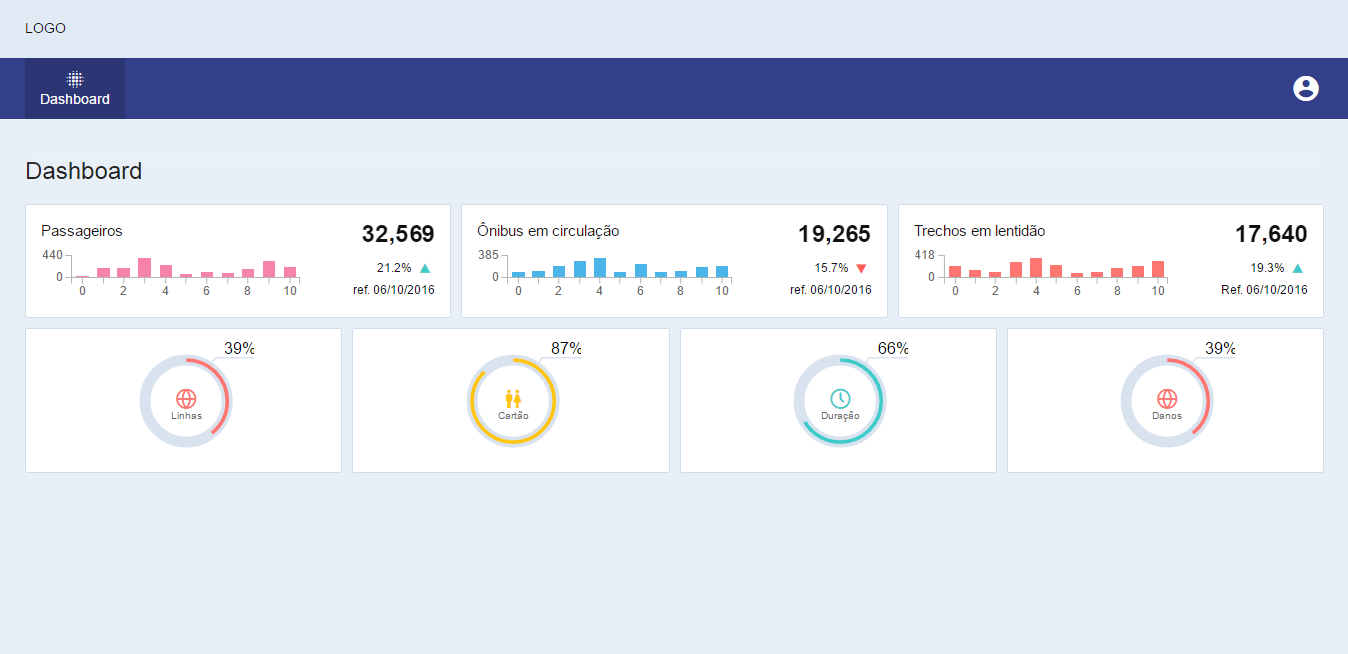 LOGO
Dashboard
Dashboard
Passageiros
32,569
440
0
0 2 4 6 8 10
21.2%
ref. 06/10/2016
Ônibus em circulação
19,265
385
0
0 2 4 6 8 10
15.7%
ref. 06/10/2016
Trechos em lentidão
17,640
418
0
0 2 4 6 8 10
19.3%
Ref. 06/10/2016
39%
Linhas
87%
Cartão
66%
Duração
39%
Danos